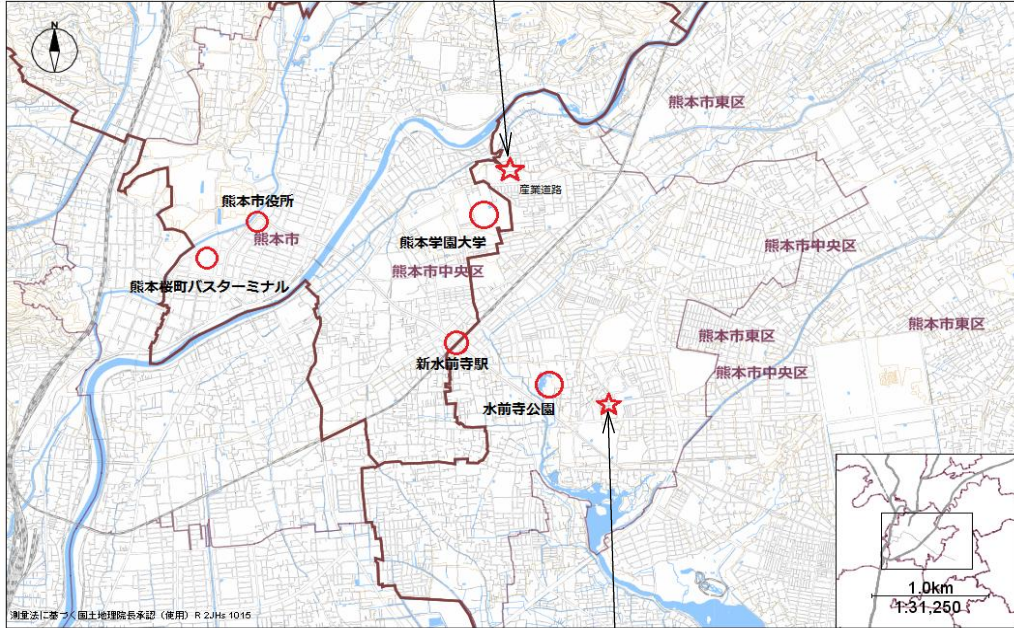 N
熊本市東区
産業道路
熊本市役所
熊本市
熊本学園大学
熊本市中央区
熊本市中央区
熊本桜町バスターミナル
熊本市東区
熊本市東区
新水前寺駅
熊本市中央区
水前寺公園
1.0km
1:31,250
測量法に基づく国土地理院長承認（使用）R 2JHs 1015